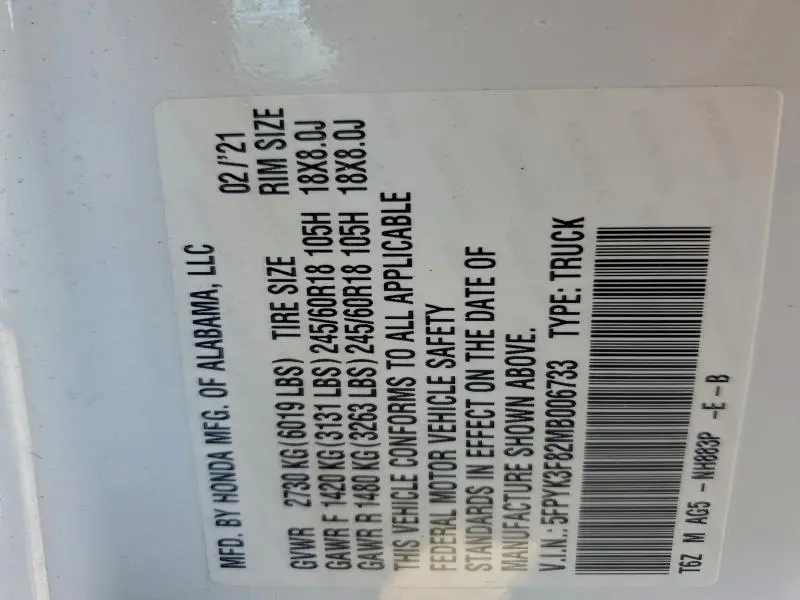 MFD. BY HONDA MFG. OF ALABAMA, LLC 02/'21
GVWR 2730 KG (6019 LBS) TIRE SIZE RIM SIZE
GAWR F 1420 KG (3131 LBS) 245/60R18 105H 18X8.0J
GAWR R 1480 KG (3263 LBS) 245/60R18 105H 18X8.0J
THIS VEHICLE CONFORMS TO ALL APPLICABLE
FEDERAL MOTOR VEHICLE SAFETY
STANDARDS IN EFFECT ON THE DATE OF
MANUFACTURE SHOWN ABOVE.
V.I.N.: 5FPYK3F82MB006733 TYPE: TRUCK
T6Z M AG5 - NH883P -E-B